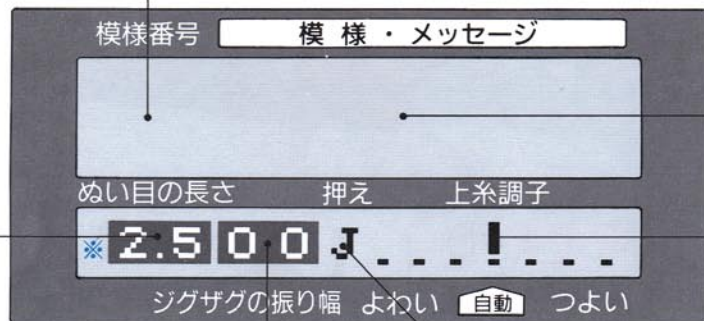 模様番号 模様・メッセージ
ぬい目の長さ 押え 上糸調子
※ 2.5 0 0 J
ジグザグの振り幅 よわい 自動 つよい